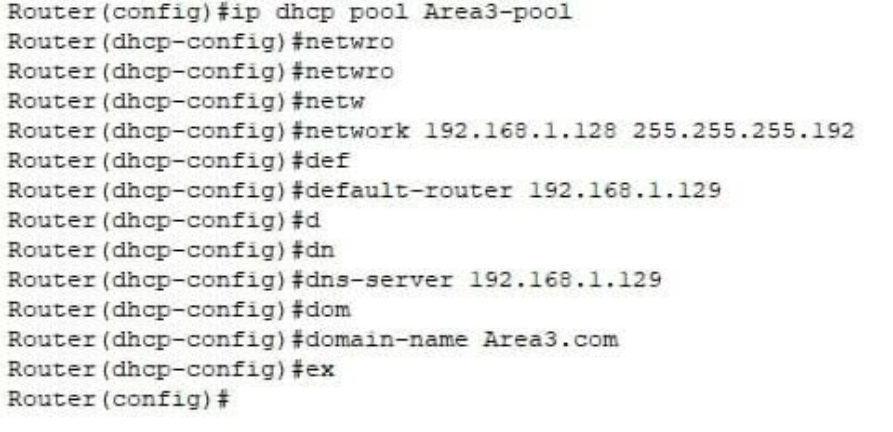 Router(config)#ip dhcp pool Area3-pool
Router(dhcp-config)#netwro
Router(dhcp-config)#netwro
Router(dhcp-config)#netw
Router(dhcp-config)#network 192.168.1.128 255.255.255.192
Router(dhcp-config)#def
Router(dhcp-config)#default-router 192.168.1.129
Router(dhcp-config)#d
Router(dhcp-config)#dn
Router(dhcp-config)#dns-server 192.168.1.129
Router(dhcp-config)#dom
Router(dhcp-config)#domain-name Area3.com
Router(dhcp-config)#ex
Router(config)#